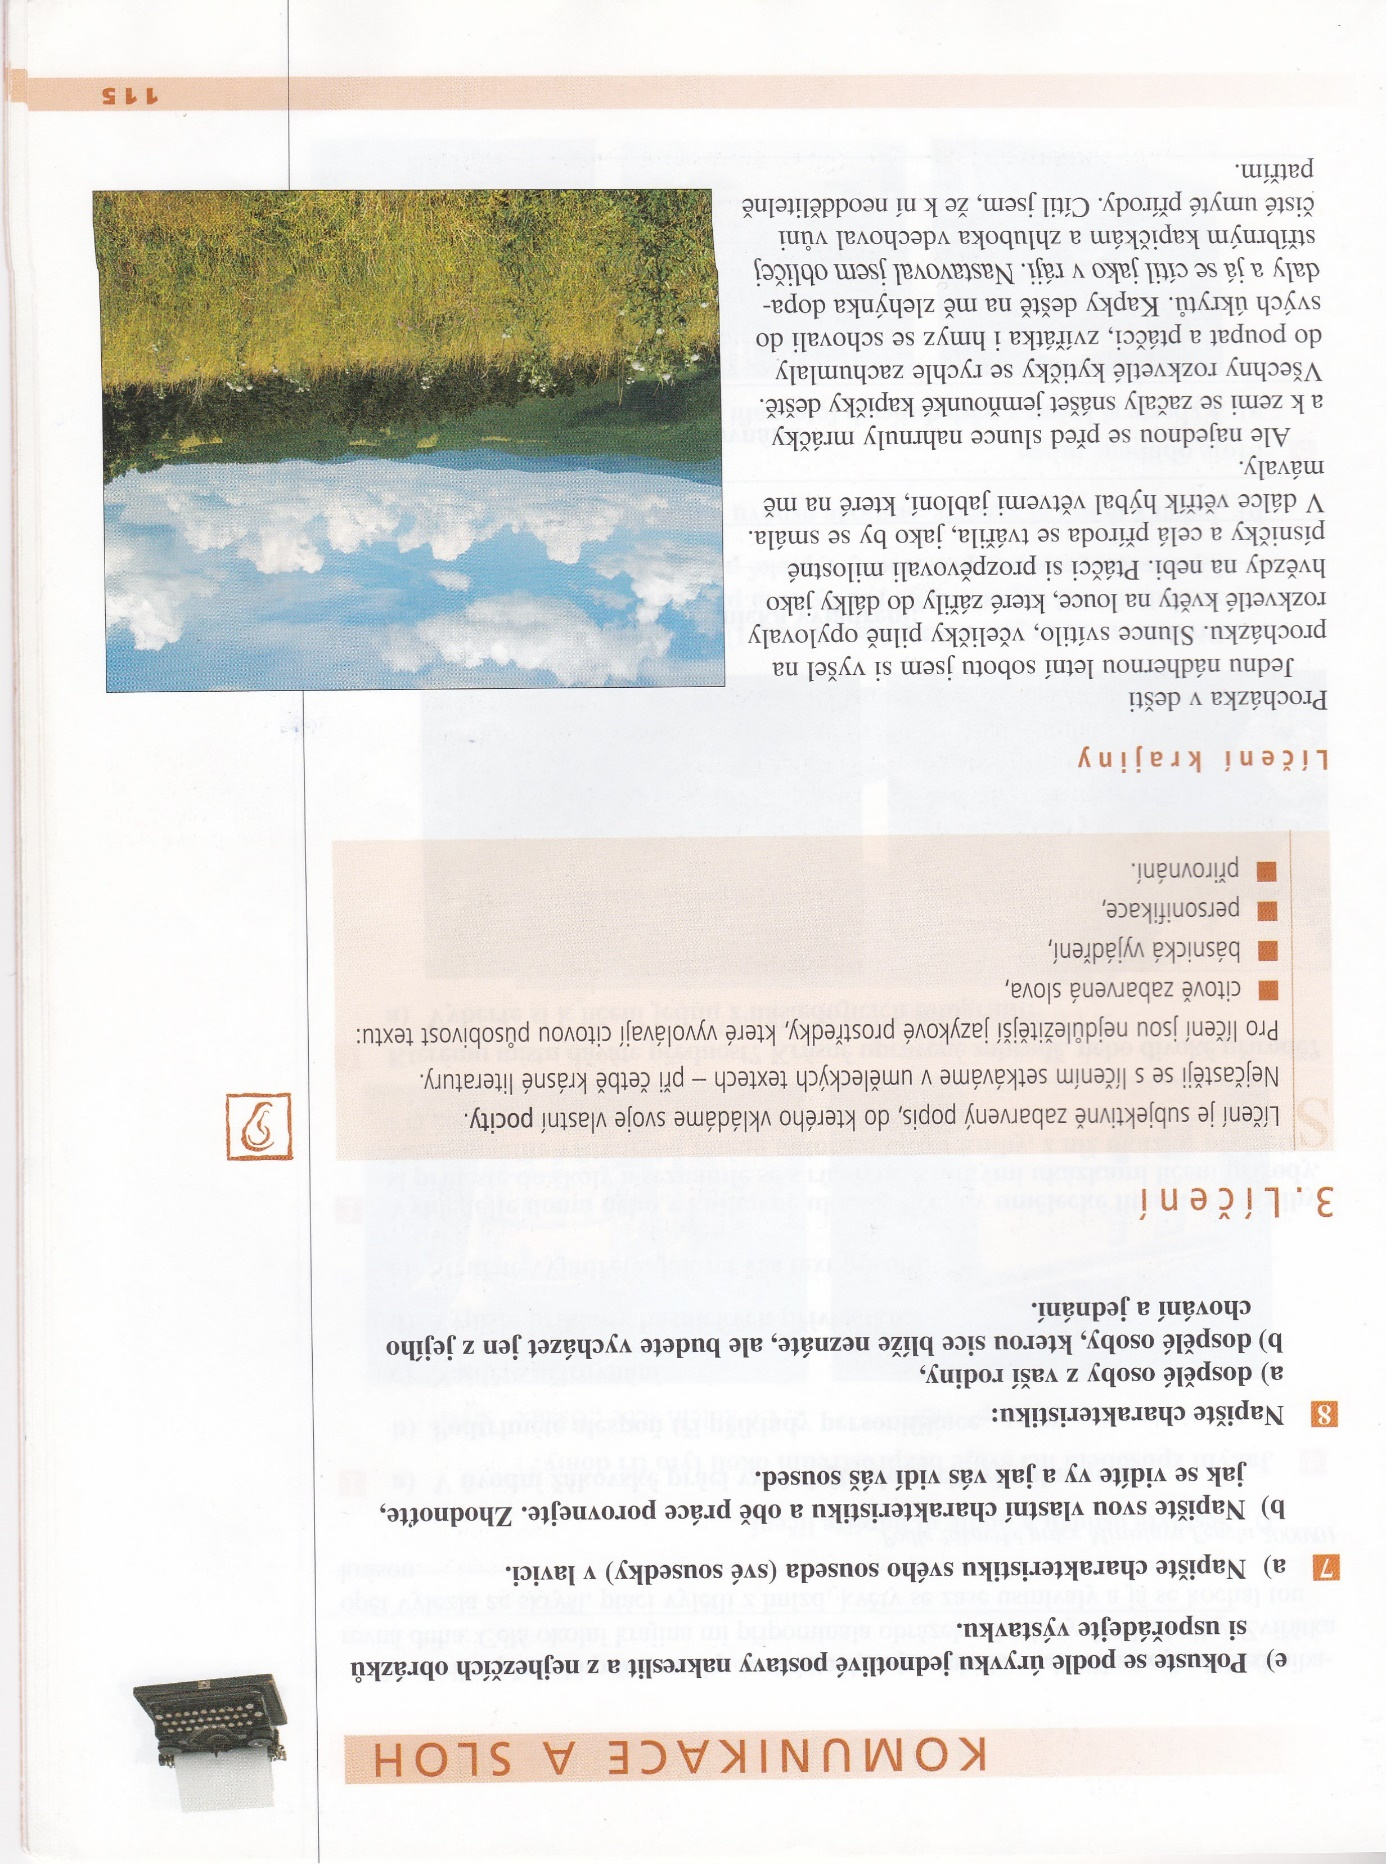 KOMUNIKACE A SLOH
e) Pokuste se podle úryvku jednotlivé postavy nakreslit a z nejhezčích obrázků
si uspořádejte výstavku.
7 a) Napište charakteristiku svého souseda (své sousedky) v lavici.
b) Napište svou vlastní charakteristiku a obě práce porovnejte. Zhodnoťte,
jak se vidíte vy a jak vás vidí váš soused.
8 Napište charakteristiku:
a) dospělé osoby z vaší rodiny,
b) dospělé osoby, kterou sice blíže neznáte, ale budete vycházet jen z jejího
chování a jednání.
3. Líčení
Líčení je subjektivně zabarvený popis, do kterého vkládáme svoje vlastní pocity.
Nejčastěji se s líčením setkáváme v uměleckých textech – při četbě krásné literatury.
Pro líčení jsou nejdůležitější jazykové prostředky, které vyvolávají citovou působivost textu:
■ citově zabarvená slova,
■ básnická vyjádření,
■ personifikace,
■ přirovnání.
Líčení krajiny
Procházka v dešti
Jednu nádhernou letní sobotu jsem si vyšel na
procházku. Slunce svítilo, včeličky pilně opylovaly
rozkvetlé květy na louce, které zářily do dálky jako
hvězdy na nebi. Ptáčci si prozpěvovali milostné
písničky a celá příroda se tvářila, jako by se smála.
V dálce větřík hýbal větvemi jabloní, které na mě
mávaly.
Ale najednou se před slunce nahrnuly mráčky
a k zemi se začaly snášet jemňounké kapičky deště.
Všechny rozkvetlé kytičky se rychle zachumlaly
do poupat a ptáčci, zvířátka i hmyz se schovali do
svých úkrytů. Kapky deště na mě zlehýnka dopa-
daly a já se cítil jako v ráji. Nastavoval jsem obličej
stříbrným kapičkám a zhluboka vdechoval vůni
čisté umyté přírody. Cítil jsem, že k ní neoddělitelně
patřím.
115